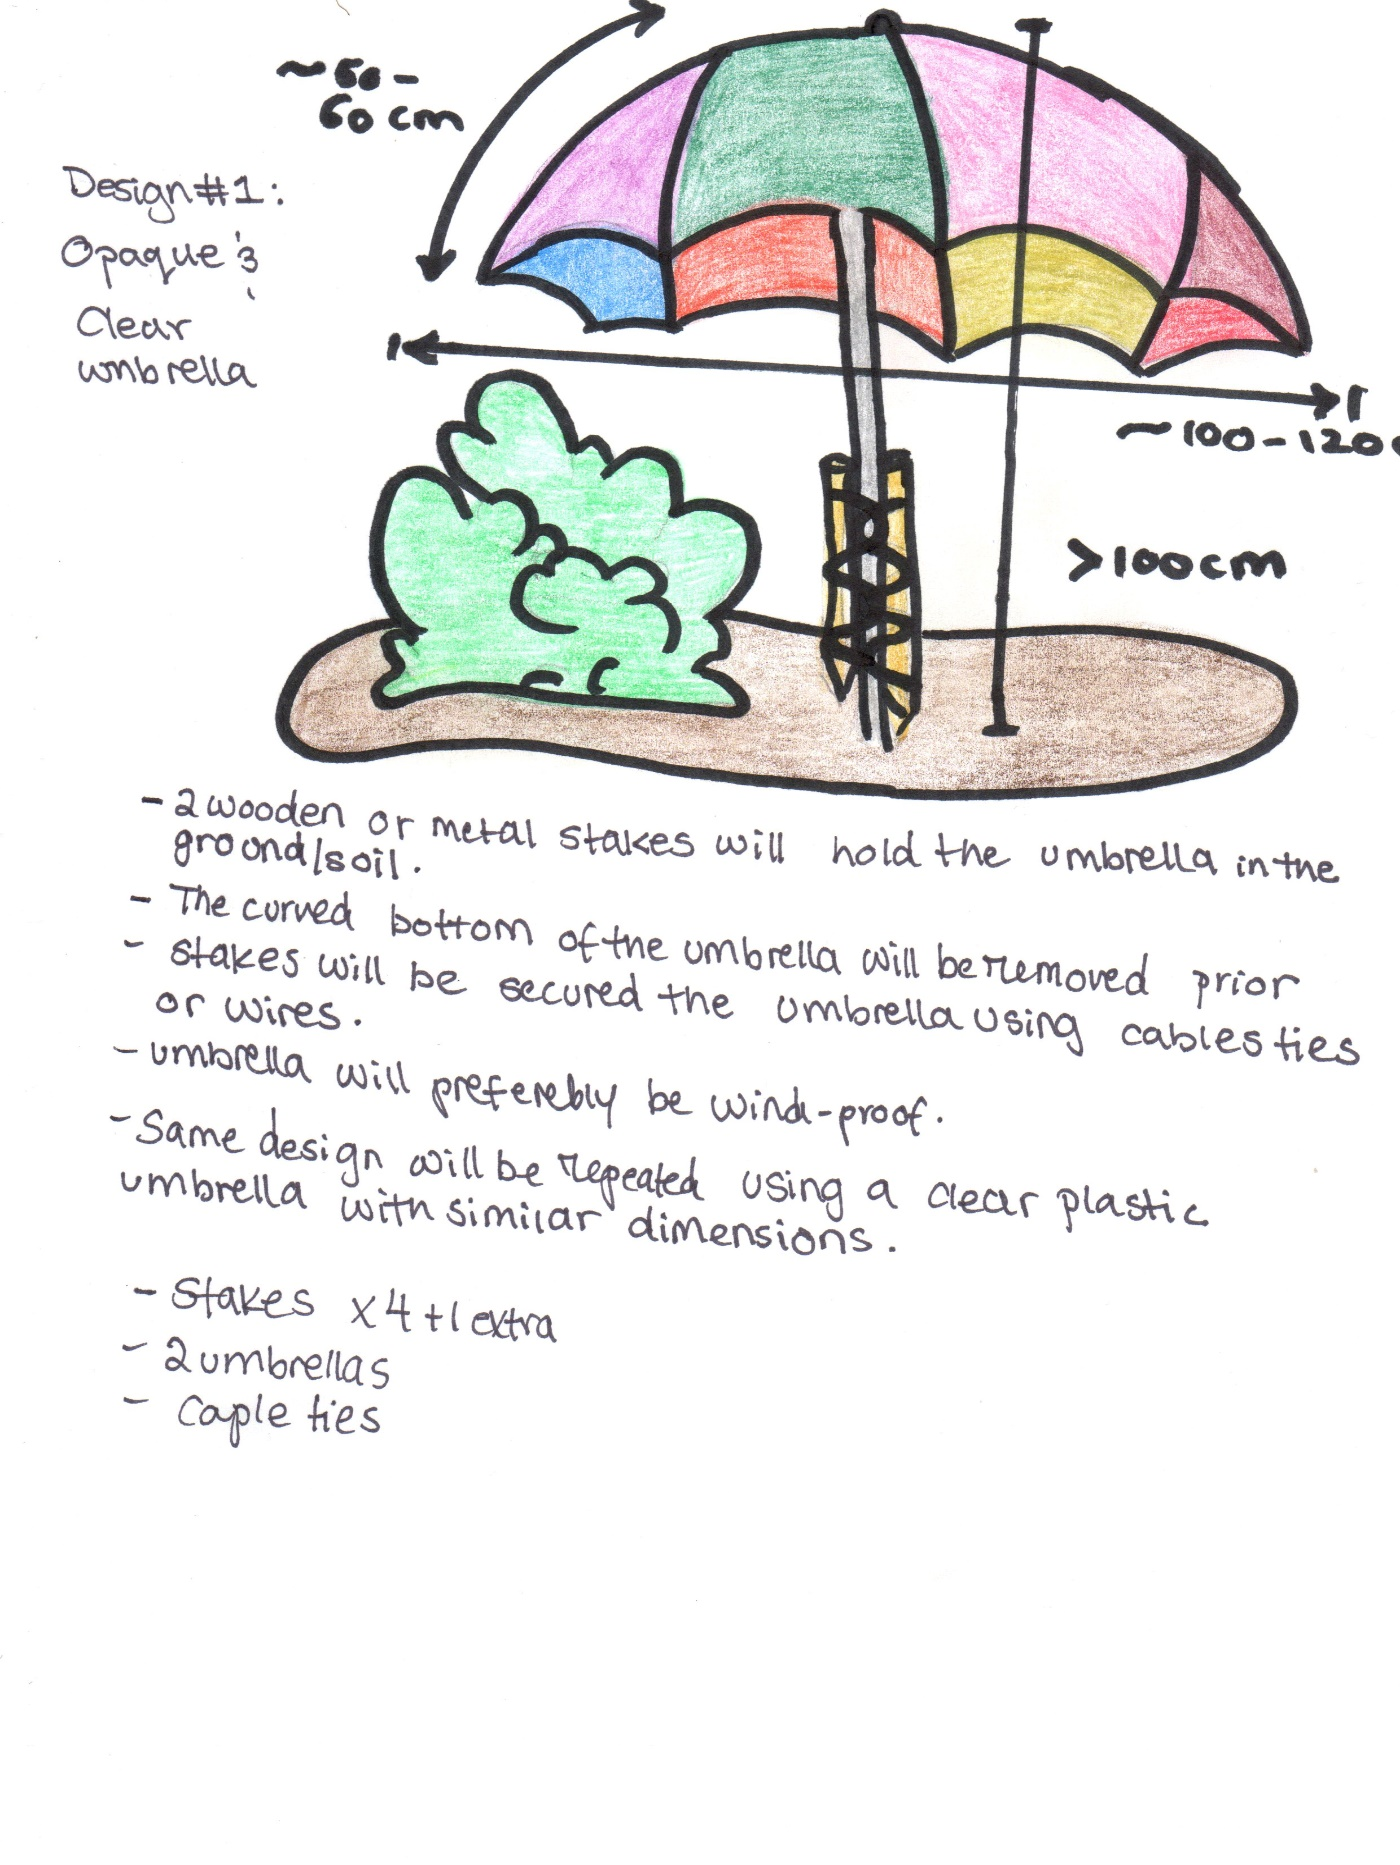 ~50-
60cm
Design#1:
Opaque &
Clear
umbrella
~100-120
>100cm
- 2 wooden or metal stakes will hold the umbrella in the
ground/soil.
- The curved bottom of the umbrella will be removed prior
- stakes will be secured the umbrella using cables ties
or wires.
- umbrella will preferebly be wind-proof.
- Same design will be repeated using a clear plastic
umbrella with similar dimensions.
- Stakes x4 +1 extra
- 2 umbrellas
- Caple ties